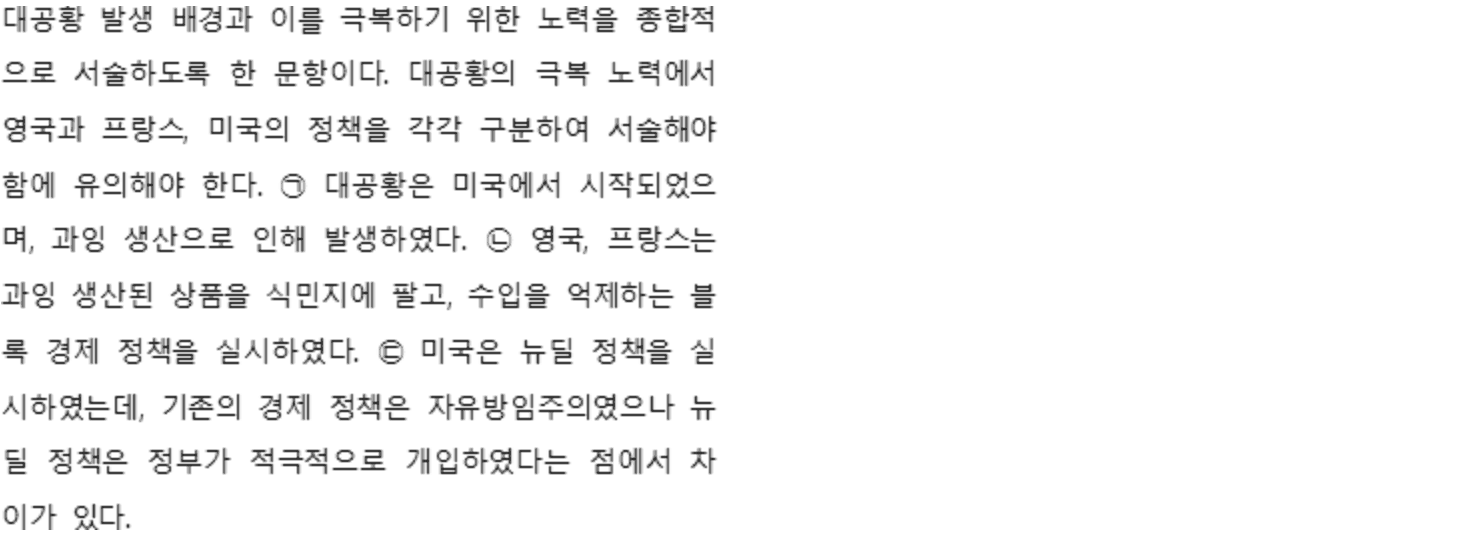 대공황 발생 배경과 이를 극복하기 위한 노력을 종합적
으로 서술하도록 한 문항이다. 대공황의 극복 노력에서
영국과 프랑스, 미국의 정책을 각각 구분하여 서술해야
함에 유의해야 한다. ㉠ 대공황은 미국에서 시작되었으
며, 과잉 생산으로 인해 발생하였다. ㉡ 영국, 프랑스는
과잉 생산된 상품을 식민지에 팔고, 수입을 억제하는 블
록 경제 정책을 실시하였다. ㉢ 미국은 뉴딜 정책을 실
시하였는데, 기존의 경제 정책은 자유방임주의였으나 뉴
딜 정책은 정부가 적극적으로 개입하였다는 점에서 차
이가 있다.